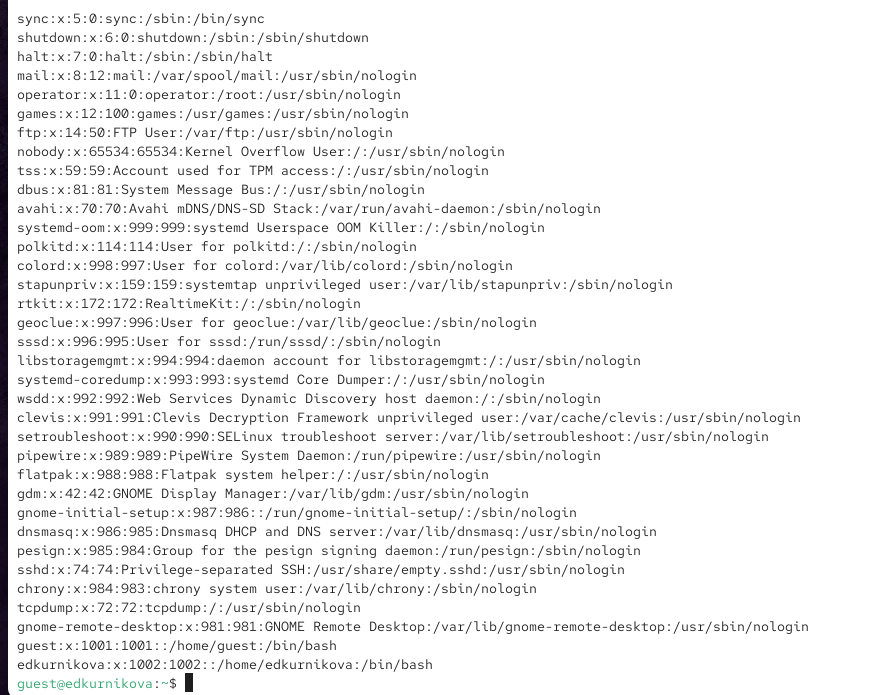 sync:x:5:0:sync:/sbin:/bin/sync
shutdown:x:6:0:shutdown:/sbin:/sbin/shutdown
halt:x:7:0:halt:/sbin:/sbin/halt
mail:x:8:12:mail:/var/spool/mail:/usr/sbin/nologin
operator:x:11:0:operator:/root:/usr/sbin/nologin
games:x:12:100:games:/usr/games:/usr/sbin/nologin
ftp:x:14:50:FTP User:/var/ftp:/usr/sbin/nologin
nobody:x:65534:65534:Kernel Overflow User:/:/usr/sbin/nologin
tss:x:59:59:Account used for TPM access:/:/usr/sbin/nologin
dbus:x:81:81:System Message Bus:/:/usr/sbin/nologin
avahi:x:70:70:Avahi mDNS/DNS-SD Stack:/var/run/avahi-daemon:/sbin/nologin
systemd-oom:x:999:999:systemd Userspace OOM Killer:/:/usr/sbin/nologin
polkitd:x:114:114:User for polkitd:/:/sbin/nologin
colord:x:998:997:User for colord:/var/lib/colord:/sbin/nologin
stapunpriv:x:159:159:systemtap unprivileged user:/var/lib/stapunpriv:/sbin/nologin
rtkit:x:172:172:RealtimeKit:/:/sbin/nologin
geoclue:x:997:996:User for geoclue:/var/lib/geoclue:/sbin/nologin
sssd:x:996:995:User for sssd:/run/sssd/:/sbin/nologin
libstoragemgmt:x:994:994:daemon account for libstoragemgmt:/:/usr/sbin/nologin
systemd-coredump:x:993:993:systemd Core Dumper:/:/usr/sbin/nologin
wsdd:x:992:992:Web Services Dynamic Discovery host daemon:/:/sbin/nologin
clevis:x:991:991:Clevis Decryption Framework unprivileged user:/var/cache/clevis:/usr/sbin/nologin
setroubleshoot:x:990:990:SELinux troubleshoot server:/var/lib/setroubleshoot:/usr/sbin/nologin
pipewire:x:989:989:PipeWire System Daemon:/run/pipewire:/usr/sbin/nologin
flatpak:x:988:988:Flatpak system helper:/:/usr/sbin/nologin
gdm:x:42:42:GNOME Display Manager:/var/lib/gdm:/usr/sbin/nologin
gnome-initial-setup:x:987:986::/run/gnome-initial-setup/:/sbin/nologin
dnsmasq:x:986:985:Dnsmasq DHCP and DNS server:/var/lib/dnsmasq:/usr/sbin/nologin
pesign:x:985:984:Group for the pesign signing daemon:/run/pesign:/sbin/nologin
sshd:x:74:74:Privilege-separated SSH:/usr/share/empty.sshd:/usr/sbin/nologin
chrony:x:984:983:chrony system user:/var/lib/chrony:/sbin/nologin
tcpdump:x:72:72:tcpdump:/:/usr/sbin/nologin
gnome-remote-desktop:x:981:981:GNOME Remote Desktop:/var/lib/gnome-remote-desktop:/usr/sbin/nologin
guest:x:1001:1001::/home/guest:/bin/bash
edkurnikova:x:1002:1002::/home/edkurnikova:/bin/bash
guest@edkurnikova:~$